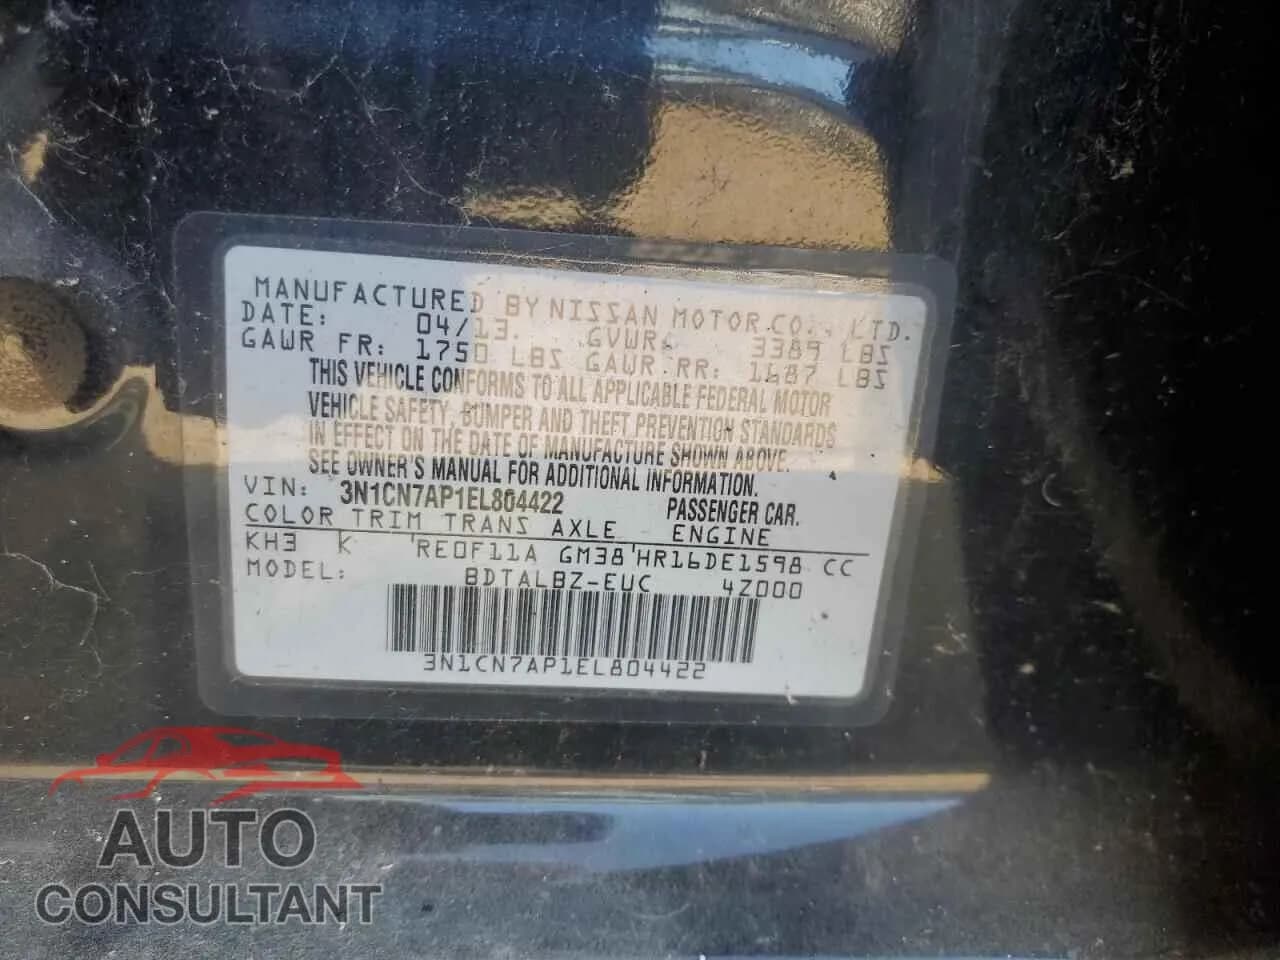 MANUFACTURED BY NISSAN MOTOR CO., LTD.
DATE: 04/13. GVWR: 3389 LBS
GAWR FR: 1750 LBS GAWR RR: 1687 LBS
THIS VEHICLE CONFORMS TO ALL APPLICABLE FEDERAL MOTOR
VEHICLE SAFETY, BUMPER AND THEFT PREVENTION STANDARDS
IN EFFECT ON THE DATE OF MANUFACTURE SHOWN ABOVE.
SEE OWNER'S MANUAL FOR ADDITIONAL INFORMATION.
VIN: 3N1CN7AP1EL804422 PASSENGER CAR.
COLOR TRIM TRANS AXLE ENGINE
KH3 K RE0F11A GM38 HR16DE1598 CC
MODEL: BDTALBZ-EUC 4Z000
3N1CN7AP1EL804422
AUTO
CONSULTANT